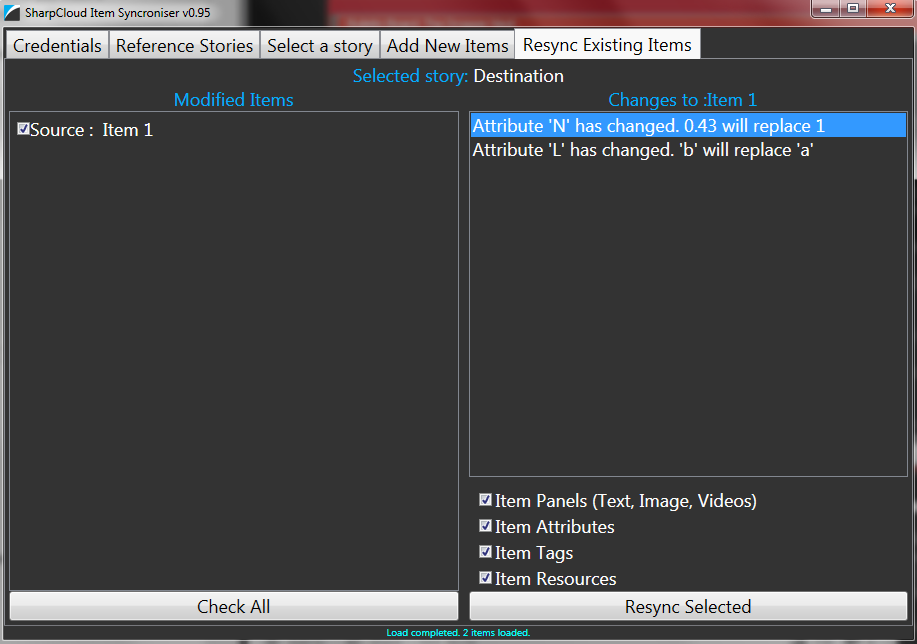 SharpCloud Item Syncroniser v0.95
Credentials Reference Stories Select a story Add New Items Resync Existing Items
Selected story: Destination
Modified Items
Changes to :Item 1
Source : Item 1
Attribute 'N' has changed. 0.43 will replace 1
Attribute 'L' has changed. 'b' will replace 'a'
Item Panels (Text, Image, Videos)
Item Attributes
Item Tags
Item Resources
Check All
Resync Selected
Load completed. 2 items loaded.